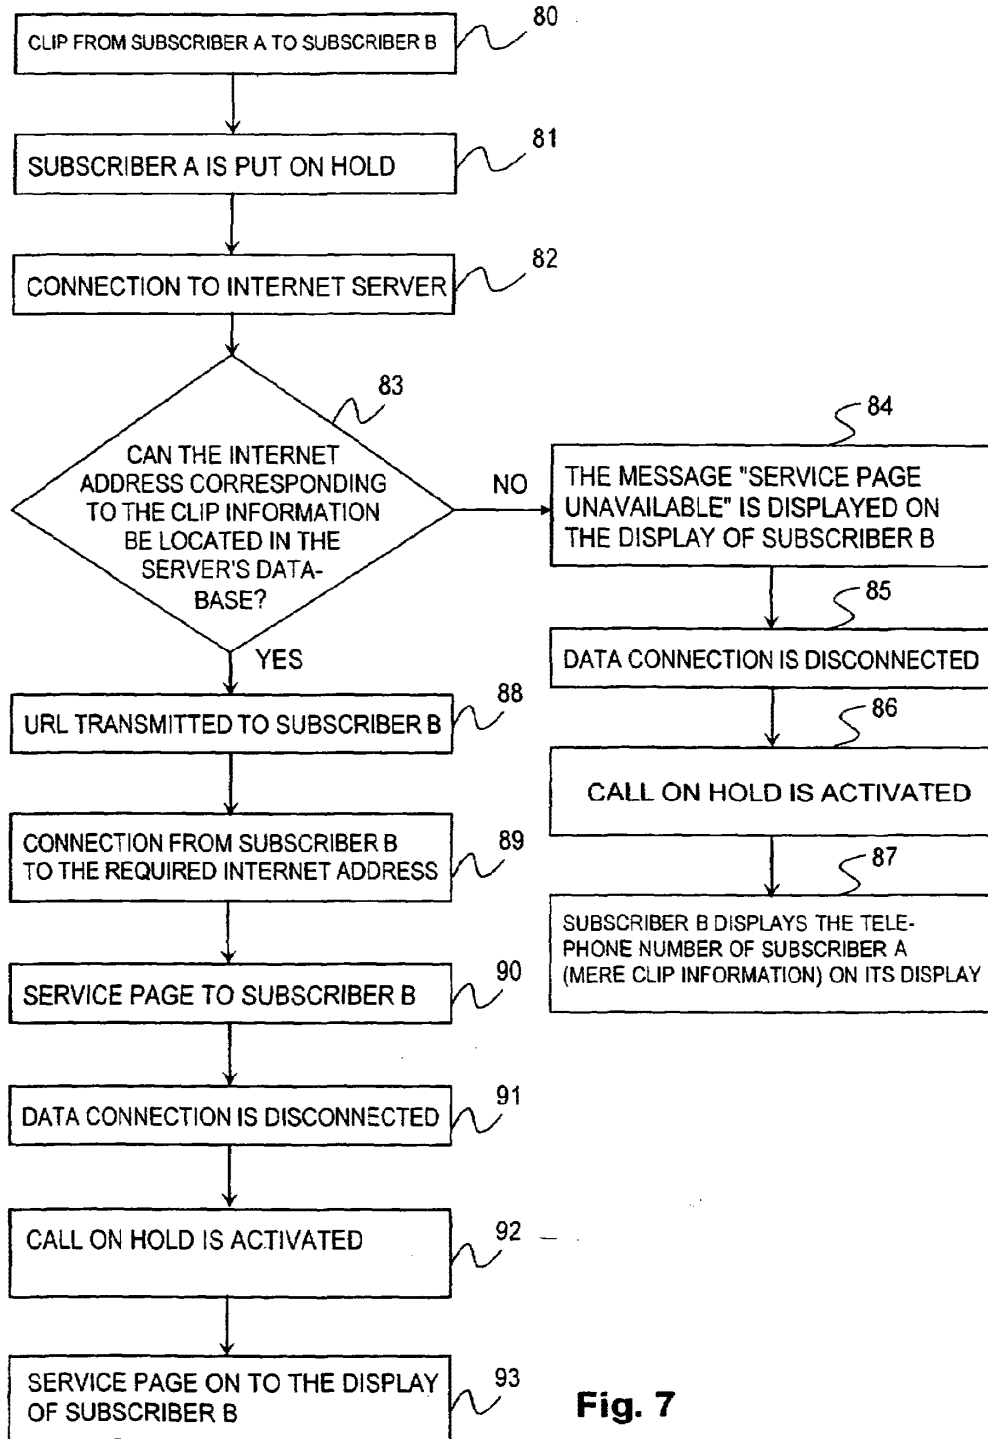 80
CLIP FROM SUBSCRIBER A TO SUBSCRIBER B
81
SUBSCRIBER A IS PUT ON HOLD
82
CONNECTION TO INTERNET SERVER
83
CAN THE INTERNET
ADDRESS CORRESPONDING
TO THE CLIP INFORMATION
BE LOCATED IN THE
SERVER'S DATA-
BASE?
NO
84
THE MESSAGE "SERVICE PAGE
UNAVAILABLE" IS DISPLAYED ON
THE DISPLAY OF SUBSCRIBER B
85
DATA CONNECTION IS DISCONNECTED
86
CALL ON HOLD IS ACTIVATED
87
SUBSCRIBER B DISPLAYS THE TELE-
PHONE NUMBER OF SUBSCRIBER A
(MERE CLIP INFORMATION) ON ITS DISPLAY
YES
88
URL TRANSMITTED TO SUBSCRIBER B
89
CONNECTION FROM SUBSCRIBER B
TO THE REQUIRED INTERNET ADDRESS
90
SERVICE PAGE TO SUBSCRIBER B
91
DATA CONNECTION IS DISCONNECTED
92
CALL ON HOLD IS ACTIVATED
93
SERVICE PAGE ON TO THE DISPLAY
OF SUBSCRIBER B
Fig. 7